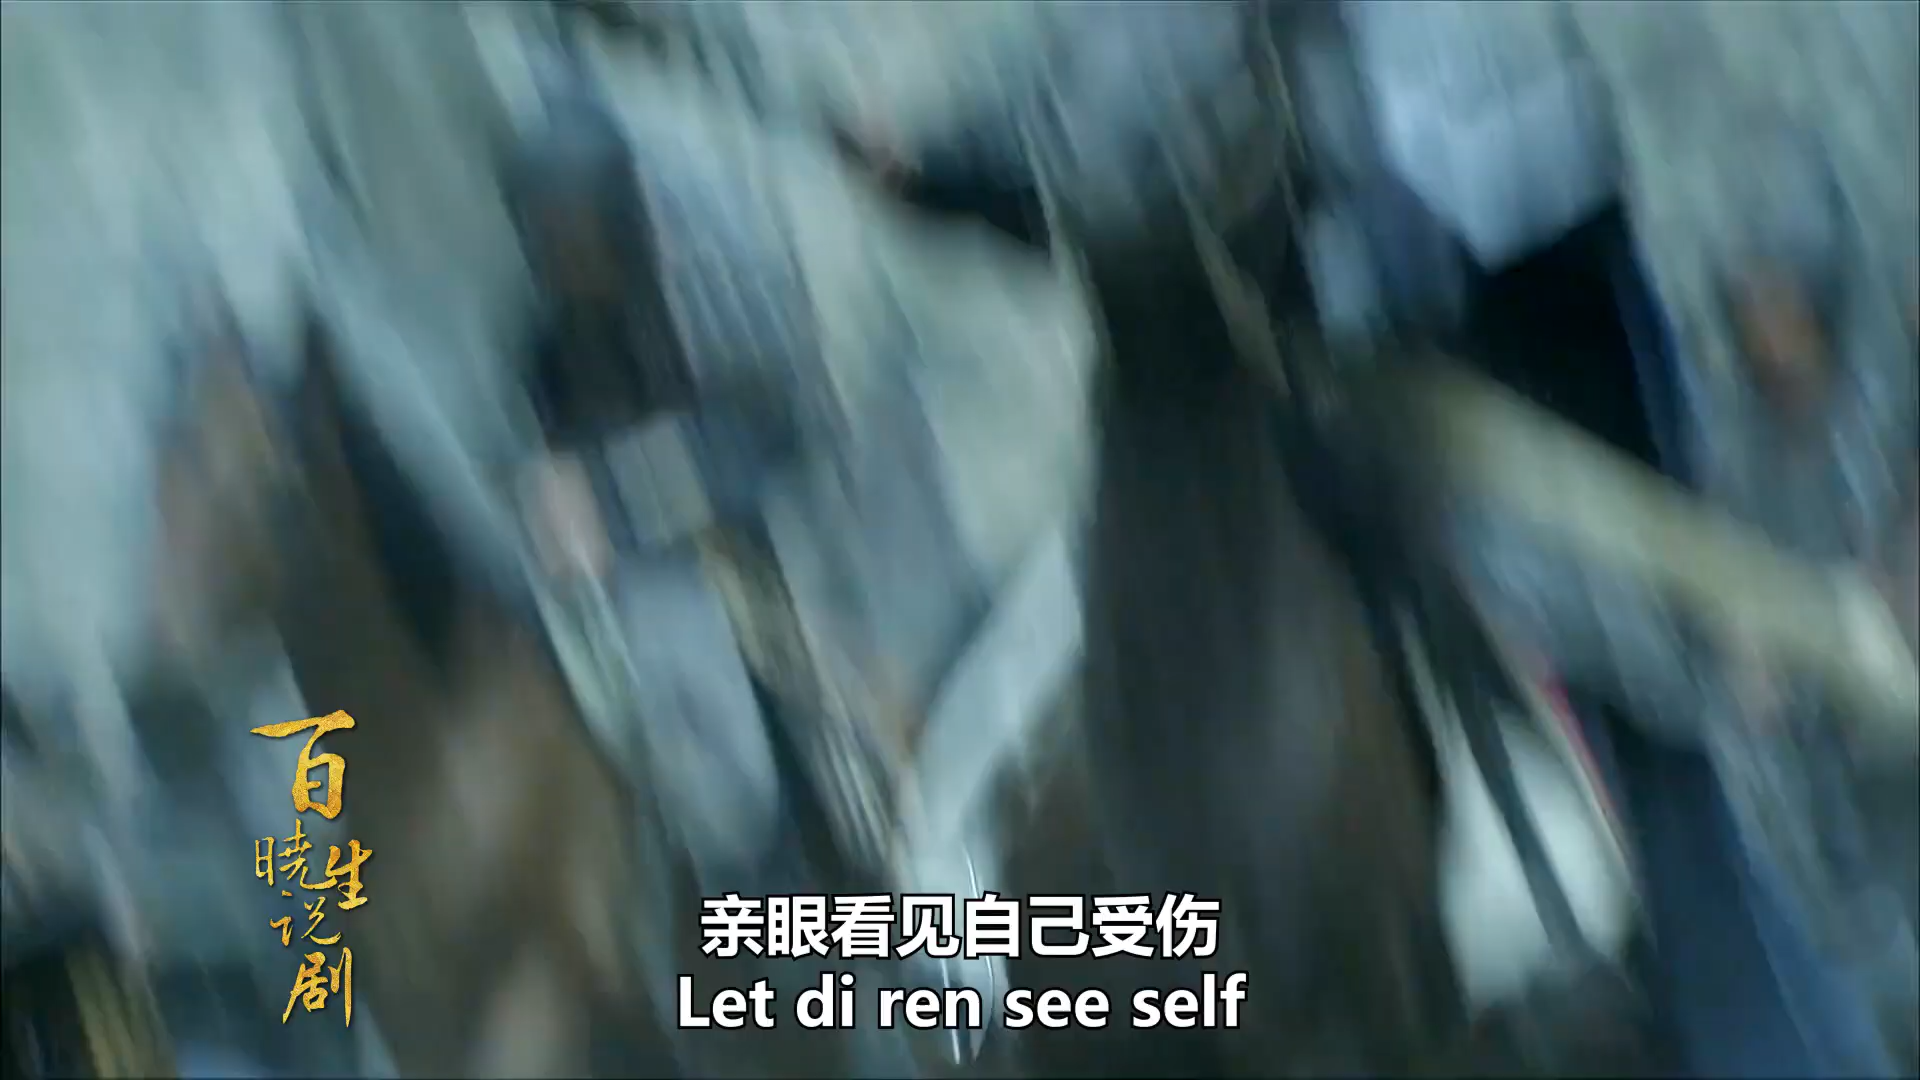 百
晓生
说
剧
亲眼看见自己受伤
Let di ren see self